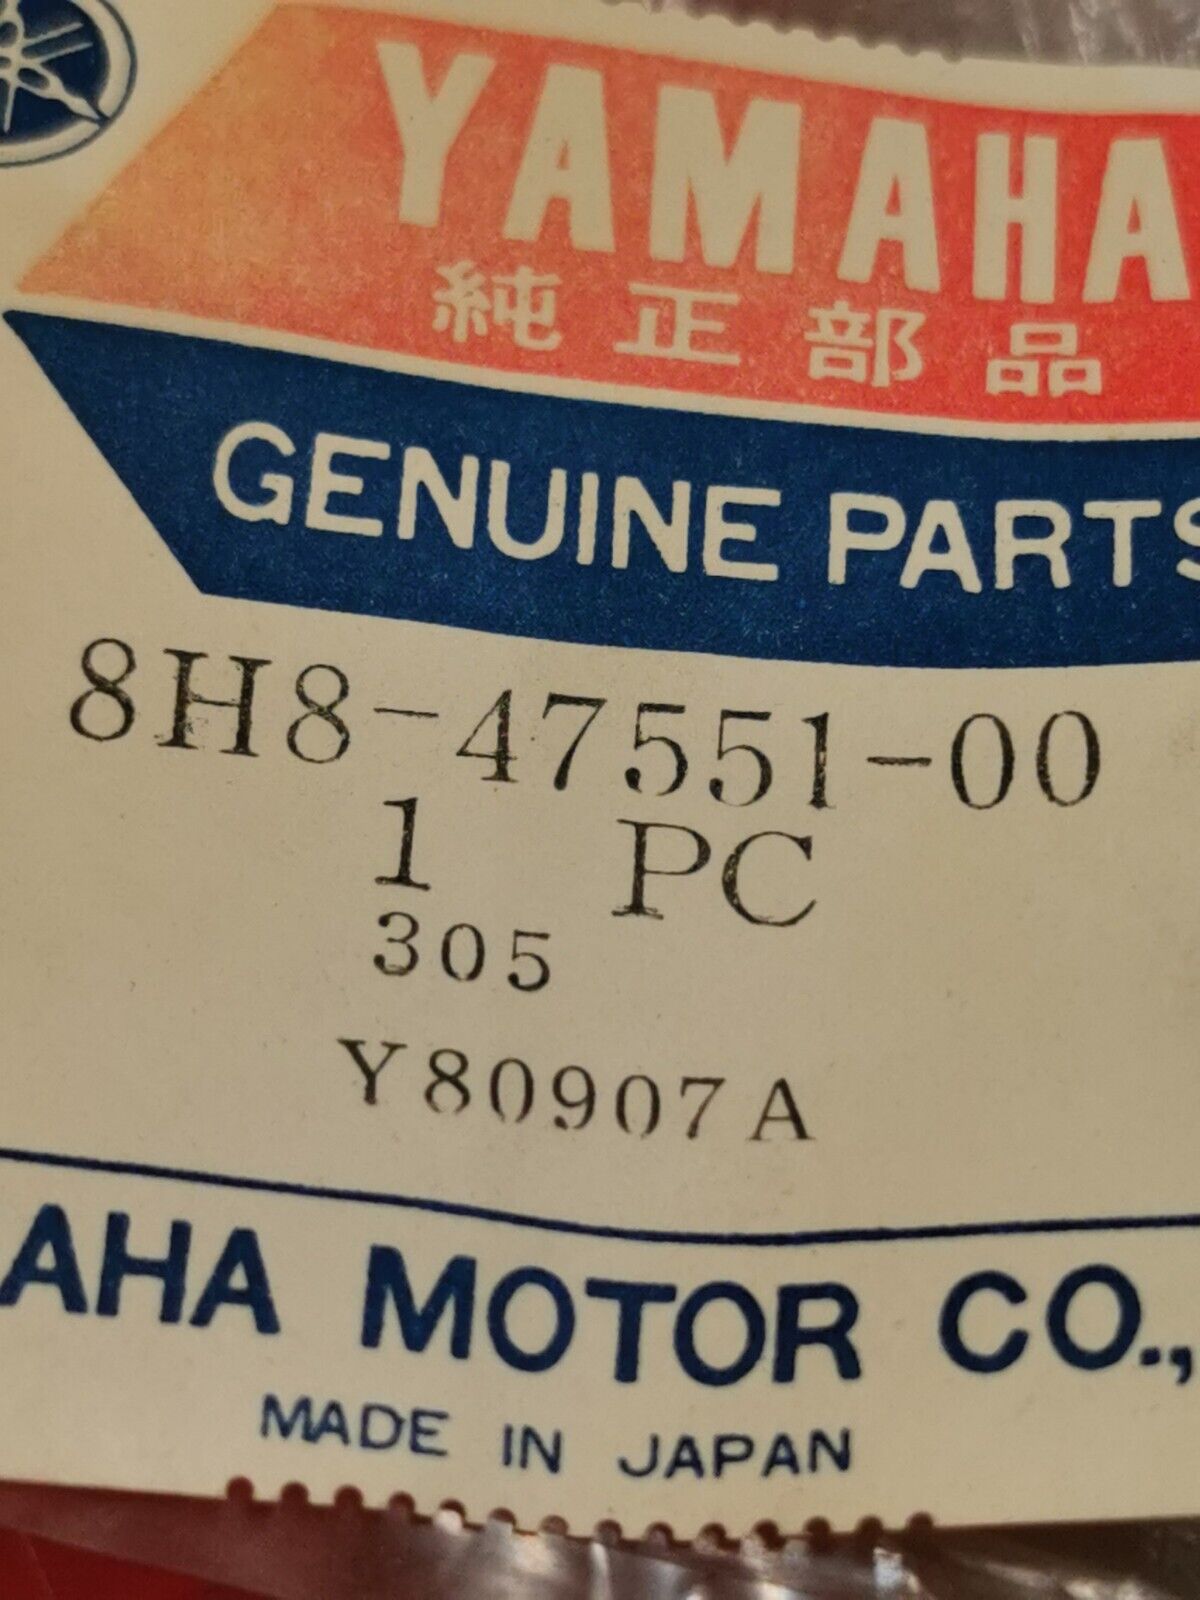 YAMAHA
純正部品
GENUINE PARTS
8H8-47551-00
1 PC
305
Y80907A
AHA MOTOR CO.,
MADE IN JAPAN